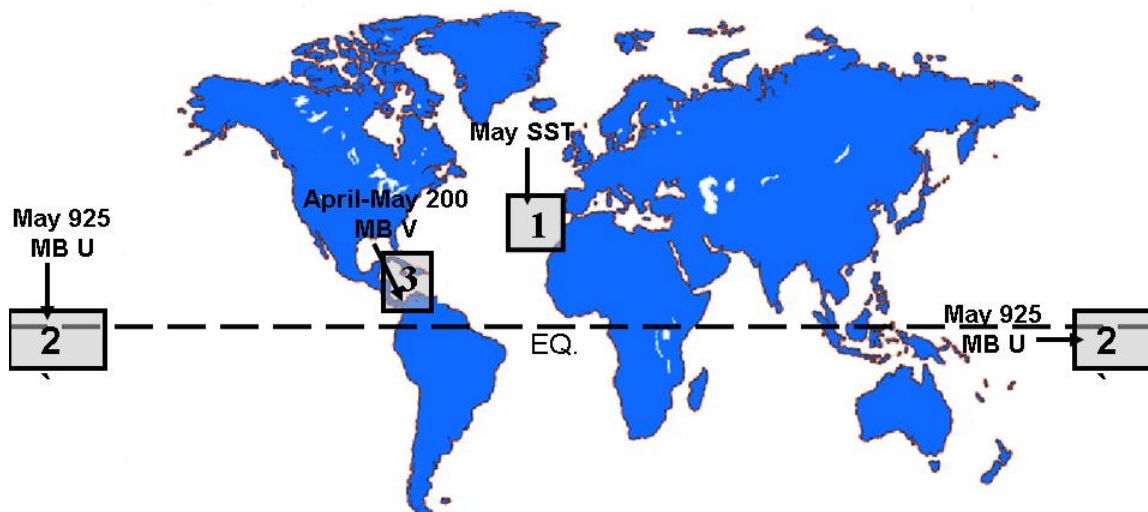 May SST
1
April-May 200
MB V
3
May 925
MB U
2
`
EQ.
May 925
MB U
2
`